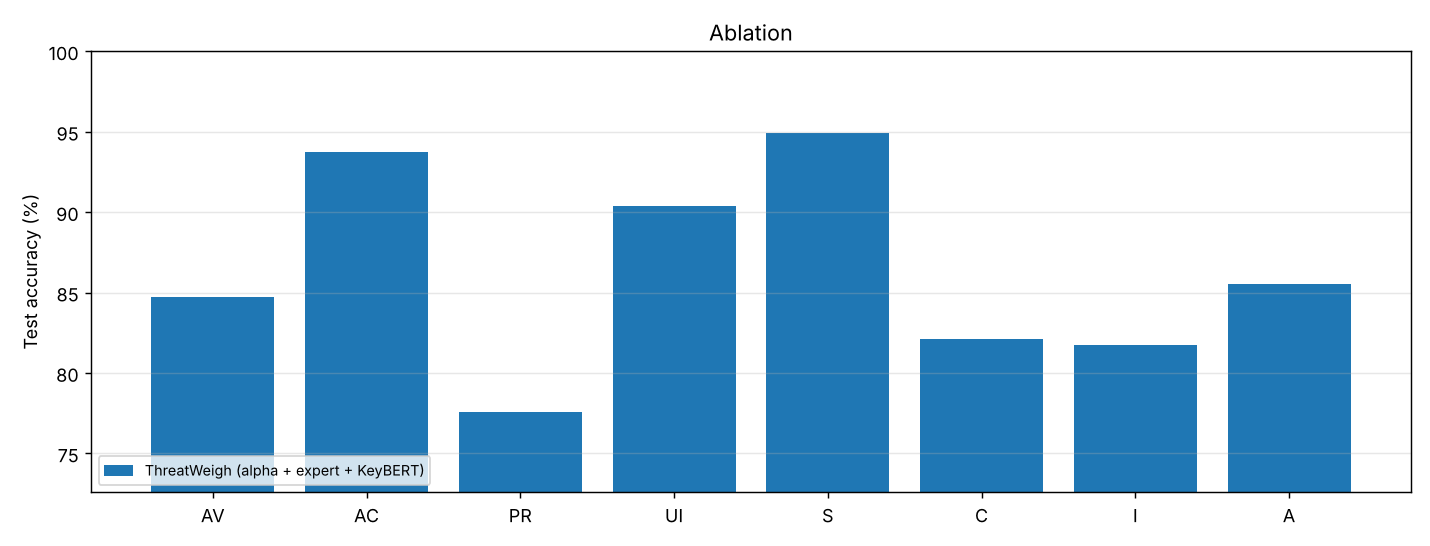 Ablation
100
95
90
85
80
75
Test accuracy (%)
ThreatWeigh (alpha + expert + KeyBERT)
AV AC PR UI S C I A